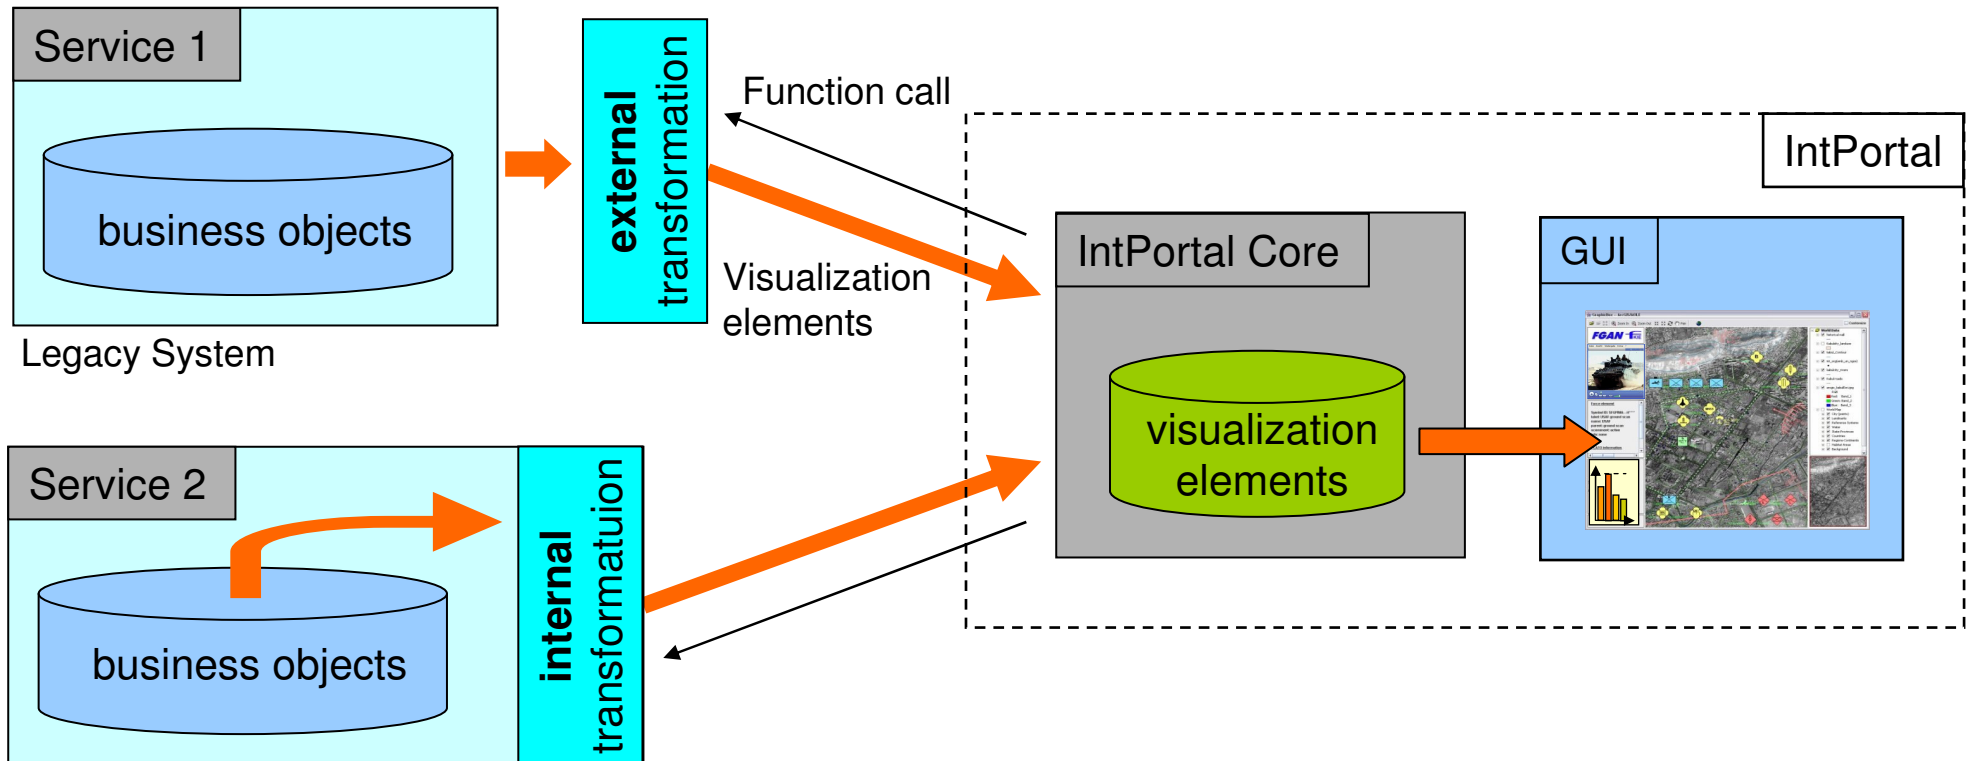 Service 1
business objects
Legacy System
external
transformation
Function call
Visualization
elements
IntPortal
IntPortal Core
visualization
elements
GUI
FGAN
Service 2
business objects
internal
transformatuion